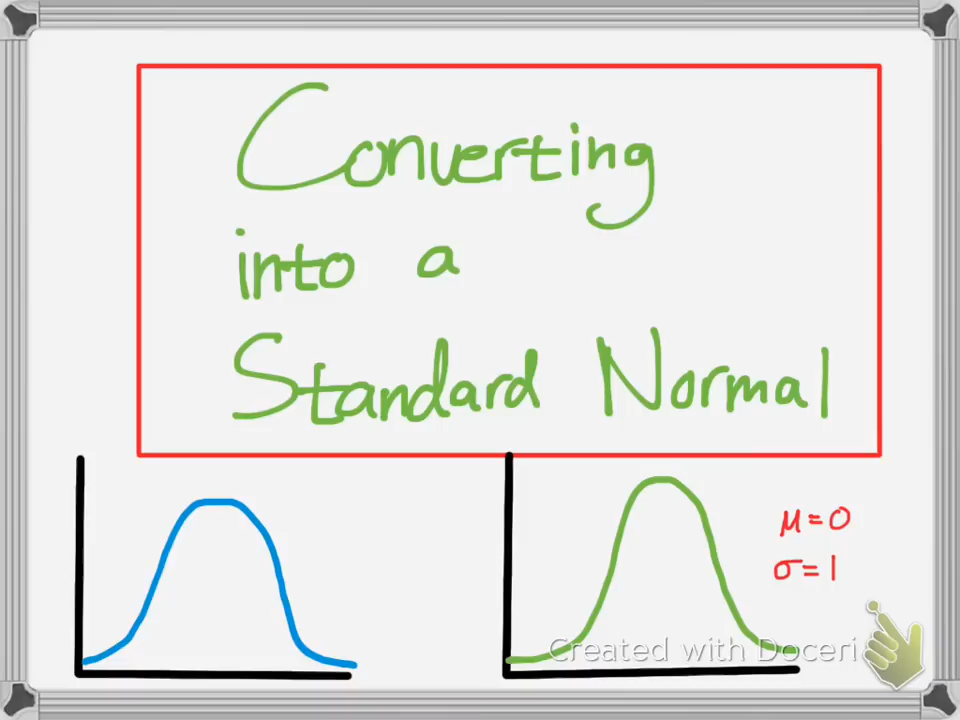 Converting
into a
Standard Normal
μ=0
σ=1
Created with Doceri